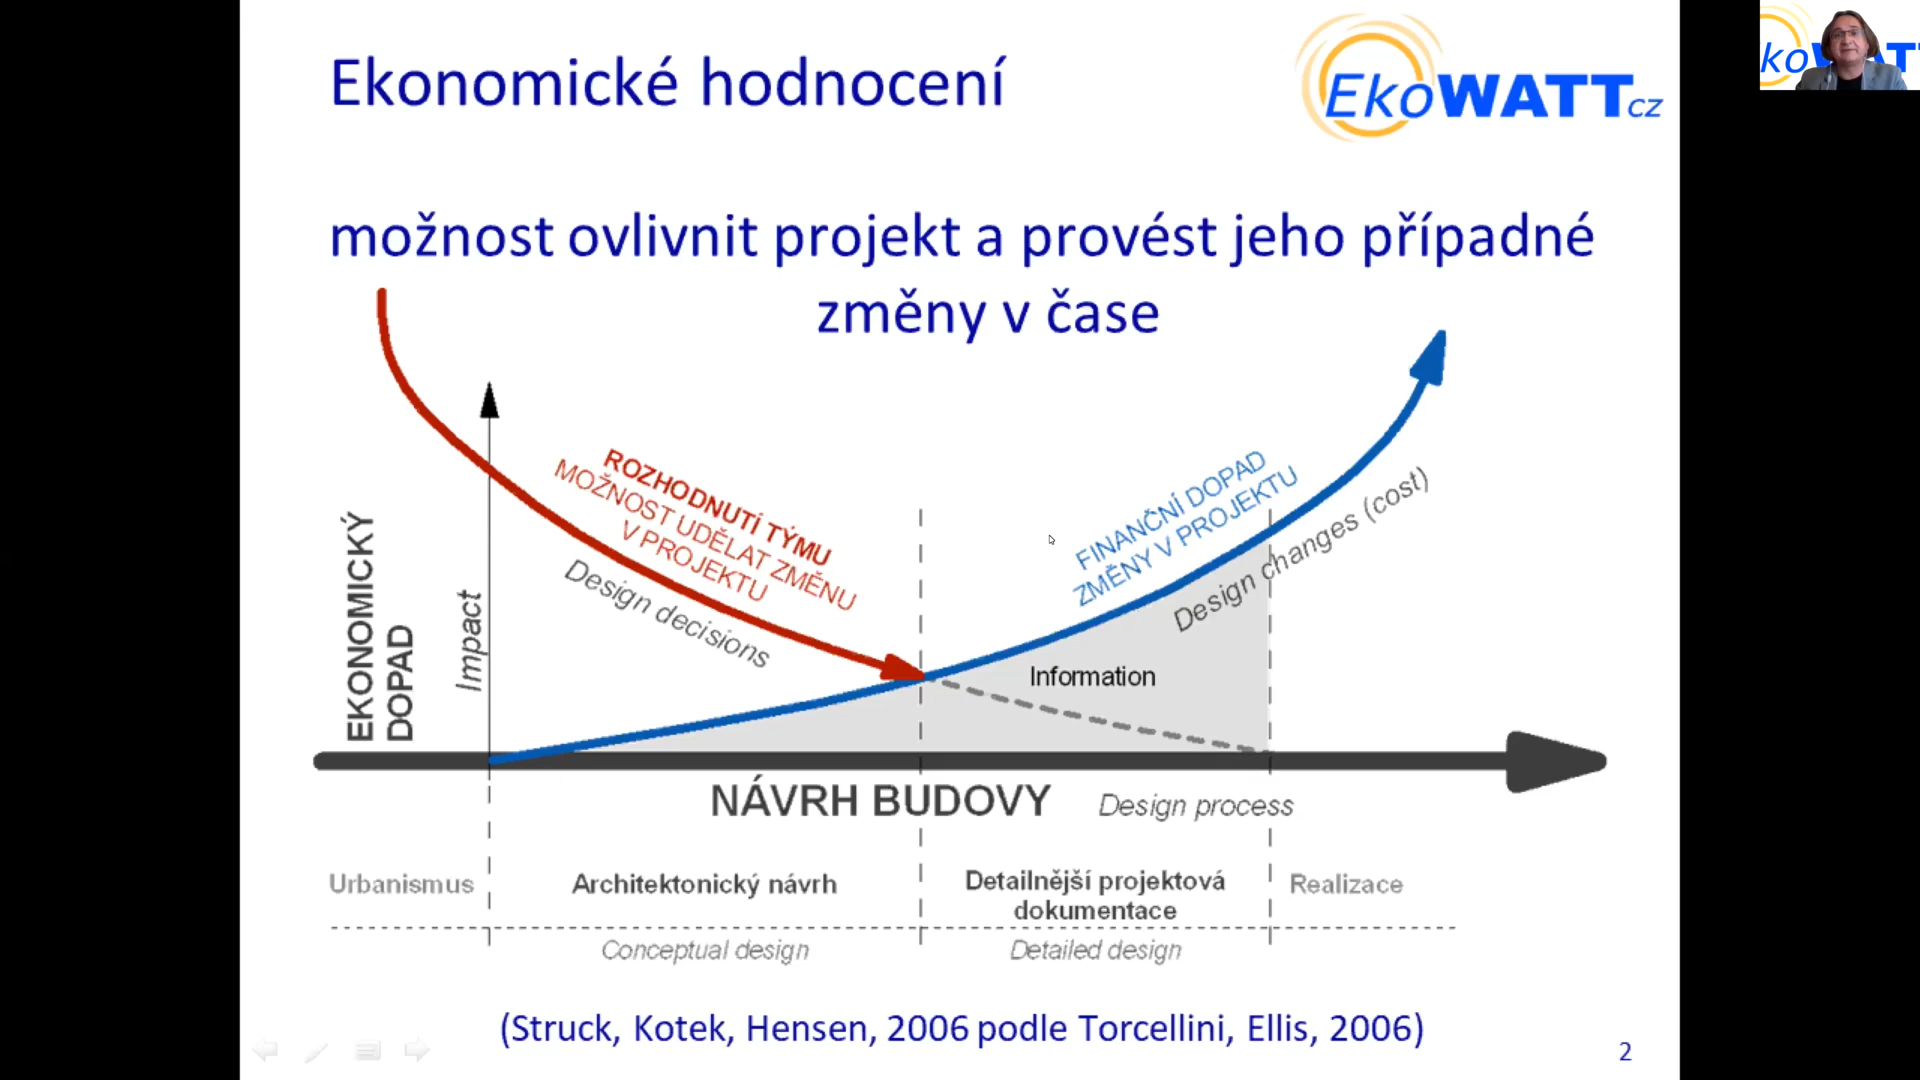 Ekonomické hodnocení
EkoWATTcz
koWATT
možnost ovlivnit projekt a provést jeho případné
změny v čase
ROZHODNUTÍ TÝMU
MOŽNOST UDĚLAT ZMĚNU
V PROJEKTU
Design decisions
FINANČNÍ DOPAD
ZMĚNY V PROJEKTU
Design changes (cost)
EKONOMICKÝ
DOPAD
Impact
Information
NÁVRH BUDOVY
Design process
Urbanismus
Architektonický návrh
Detailnější projektová
dokumentace
Realizace
Conceptual design
Detailed design
(Struck, Kotek, Hensen, 2006 podle Torcellini, Ellis, 2006)
2